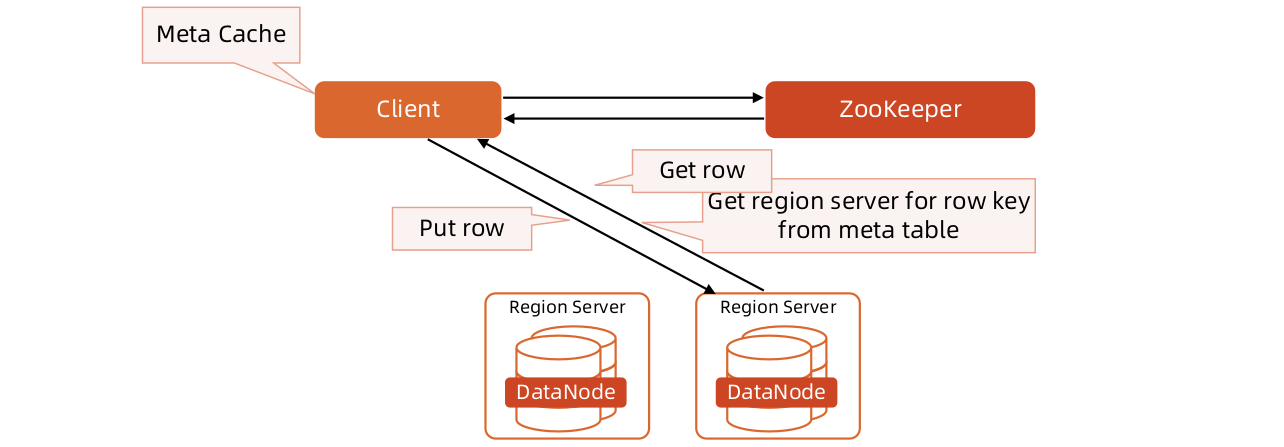 Meta Cache
Client
ZooKeeper
Get row
Get region server for row key
from meta table
Put row
Region Server
Region Server
DataNode
DataNode